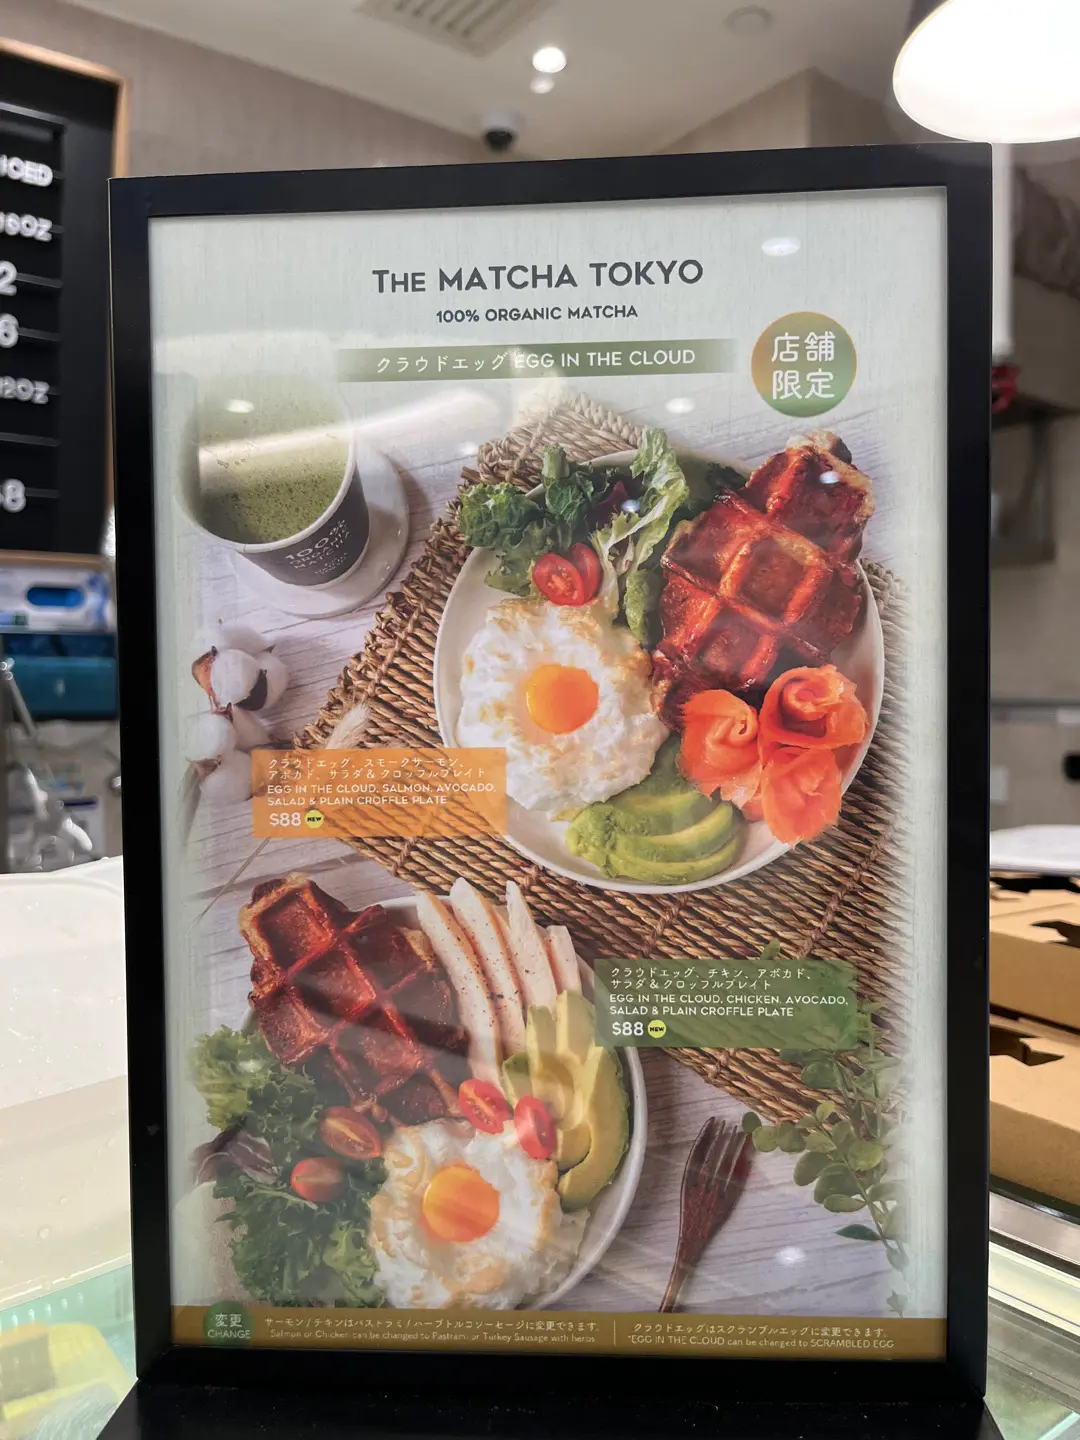 ICED
16OZ
2
6
12OZ
58
THE MATCHA TOKYO
100% ORGANIC MATCHA
クラウドエッグ EGG IN THE CLOUD
店舗
限定
100%
ORGANIC
クラウドエッグ、スモークサーモン、
アボカド、サラダ&クロッフルプレイト
EGG IN THE CLOUD, SALMON, AVOCADO,
SALAD & PLAIN CROFFLE PLATE
$88 NEW
クラウドエッグ、チキン、アボカド、
サラダ&クロッフルプレイト
EGG IN THE CLOUD, CHICKEN, AVOCADO,
SALAD & PLAIN CROFFLE PLATE
$88 NEW
変更
CHANGE
サーモン/チキンはパストラミ/ハーブトルコソーセージに変更できます。
Salmon or Chicken can be changed to Pastrami or Turkey Sausage with herbs
クラウドエッグはスクランブルエッグに変更できます。
*EGG IN THE CLOUD can be changed to SCRAMBLED EGG